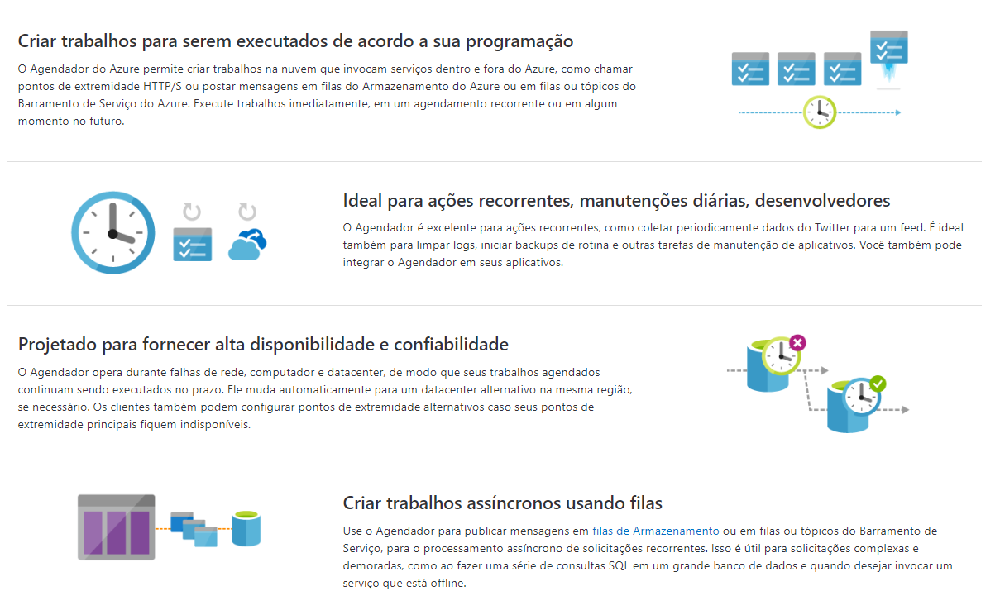 Criar trabalhos para serem executados de acordo a sua programação
O Agendador do Azure permite criar trabalhos na nuvem que invocam serviços dentro e fora do Azure, como chamar
pontos de extremidade HTTP/S ou postar mensagens em filas do Armazenamento do Azure ou em filas ou tópicos do
Barramento de Serviço do Azure. Execute trabalhos imediatamente, em um agendamento recorrente ou em algum
momento no futuro.
Ideal para ações recorrentes, manutenções diárias, desenvolvedores
O Agendador é excelente para ações recorrentes, como coletar periodicamente dados do Twitter para um feed. É ideal
também para limpar logs, iniciar backups de rotina e outras tarefas de manutenção de aplicativos. Você também pode
integrar o Agendador em seus aplicativos.
Projetado para fornecer alta disponibilidade e confiabilidade
O Agendador opera durante falhas de rede, computador e datacenter, de modo que seus trabalhos agendados
continuam sendo executados no prazo. Ele muda automaticamente para um datacenter alternativo na mesma região,
se necessário. Os clientes também podem configurar pontos de extremidade alternativos caso seus pontos de
extremidade principais fiquem indisponíveis.
Criar trabalhos assíncronos usando filas
Use o Agendador para publicar mensagens em filas de Armazenamento ou em filas ou tópicos do Barramento de
Serviço, para o processamento assíncrono de solicitações recorrentes. Isso é útil para solicitações complexas e
demoradas, como ao fazer uma série de consultas SQL em um grande banco de dados e quando desejar invocar um
serviço que está offline.